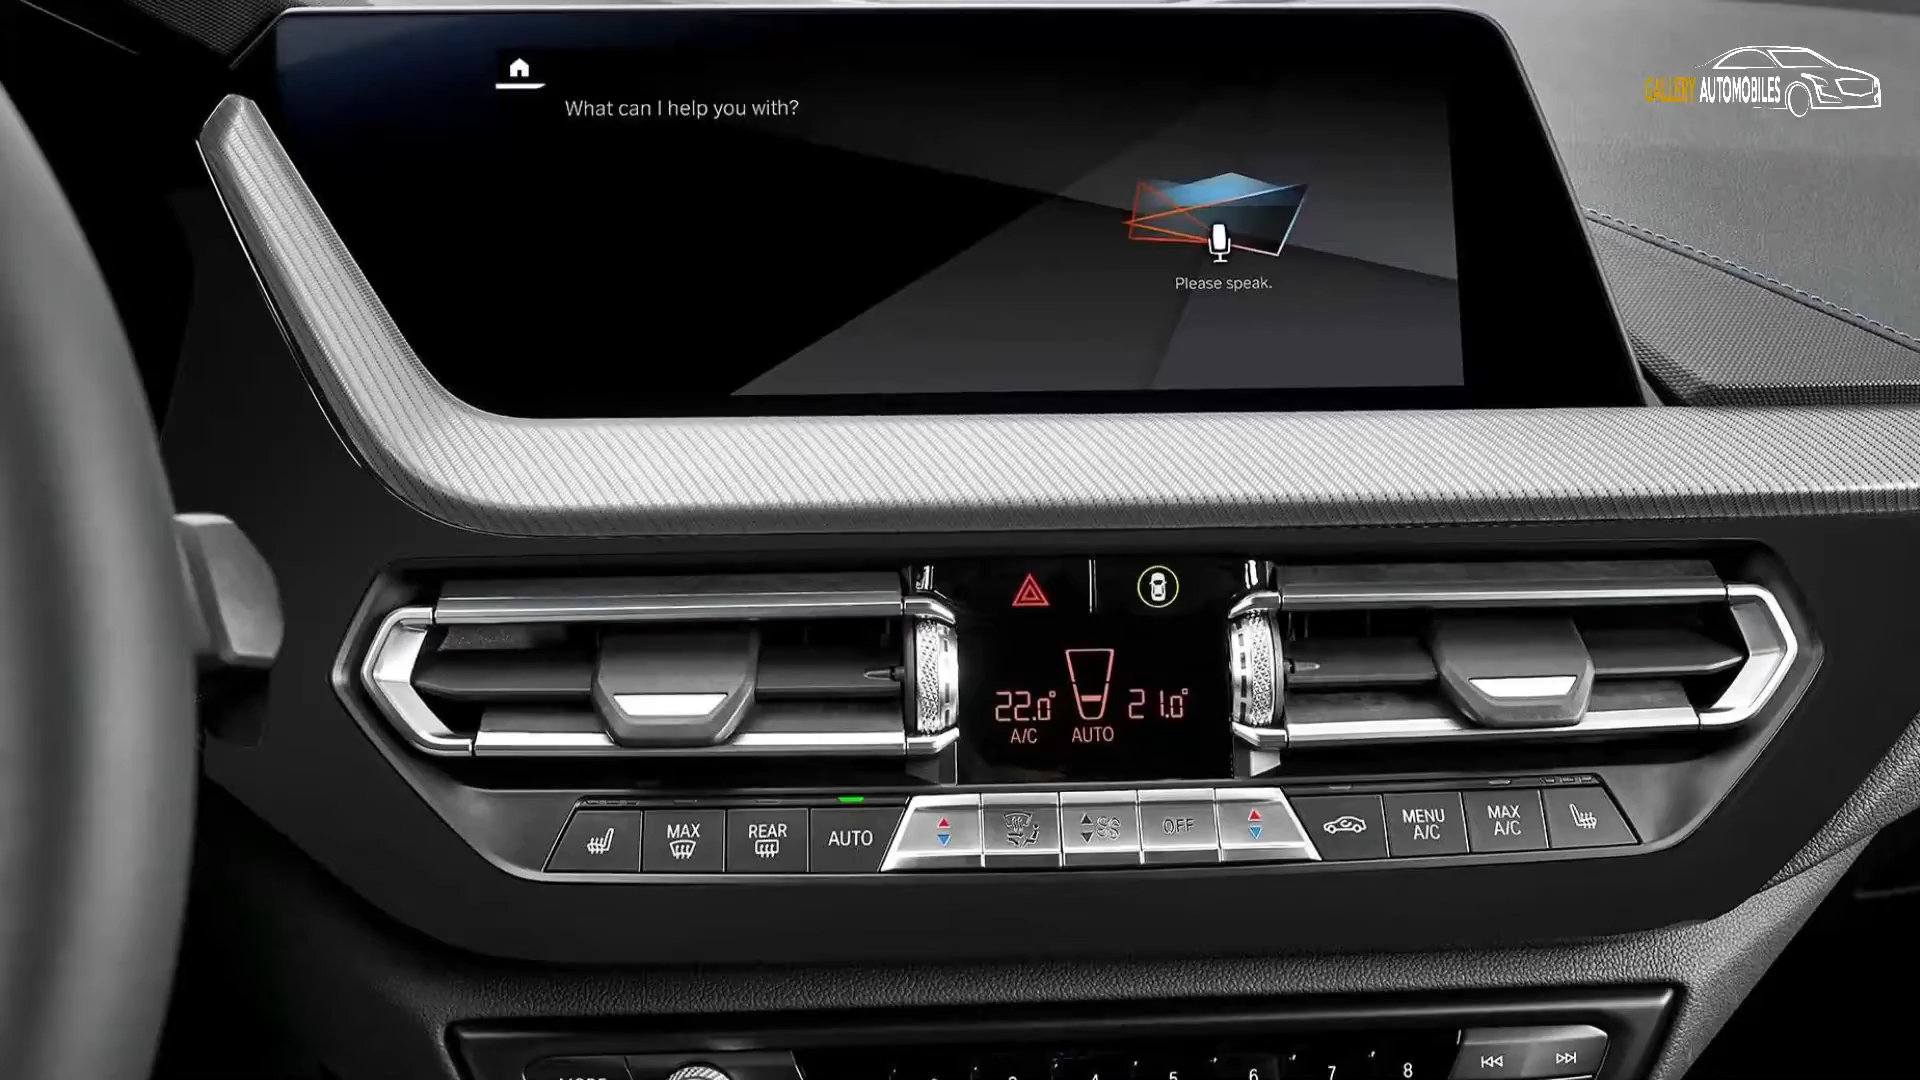 What can I help you with?
GALLERY AUTOMOBILES
Please speak.
22.0° 21.0°
A/C AUTO
MAX
REAR
AUTO
OFF
MENU
A/C
MAX
A/C
4 5 6 7 8